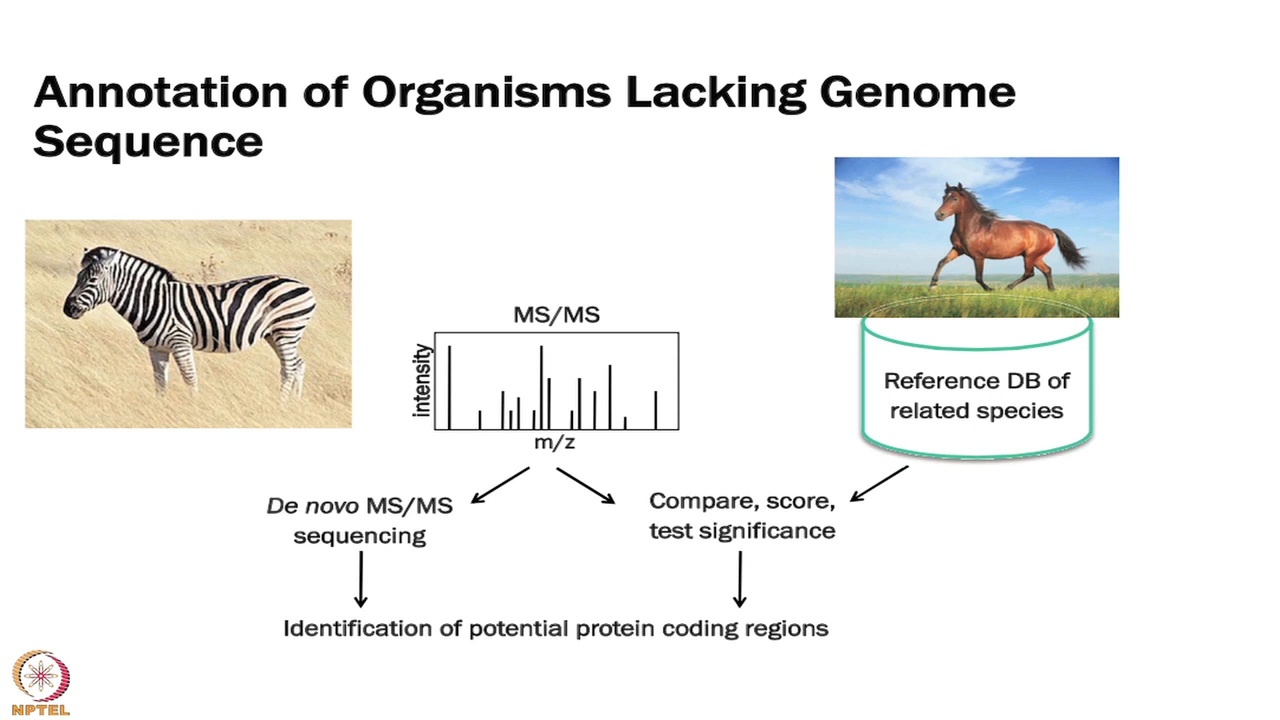 Annotation of Organisms Lacking Genome
Sequence
MS/MS
intensity
m/z
Reference DB of
related species
De novo MS/MS
sequencing
Compare, score,
test significance
Identification of potential protein coding regions
NPTEL